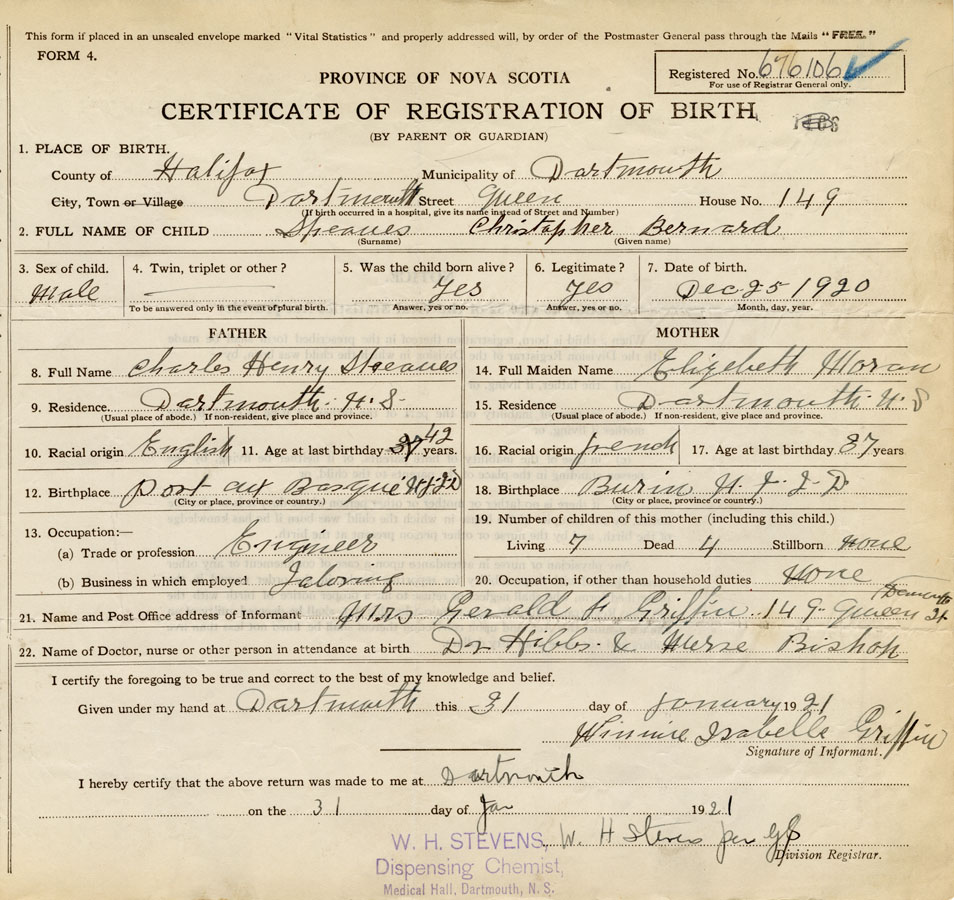 This form if placed in an unsealed envelope marked "Vital Statistics" and properly addressed will, by order of the Postmaster General pass through the Mails "FREE."
FORM 4.
PROVINCE OF NOVA SCOTIA
Registered No. 676106
For use of Registrar General only.
CERTIFICATE OF REGISTRATION OF BIRTH
(BY PARENT OR GUARDIAN)
1. PLACE OF BIRTH.
County of Halifax Municipality of Dartmouth
City, Town or Village Dartmouth Street Queen House No. 149
(If birth occurred in a hospital, give its name instead of Street and Number)
2. FULL NAME OF CHILD Speaues Christopher Bernard
(Surname) (Given name)
3. Sex of child. 4. Twin, triplet or other? 5. Was the child born alive? 6. Legitimate? 7. Date of birth.
Male Yes Yes Dec 25 1920
To be answered only in the event of plural birth. Answer, yes or no. Answer, yes or no. Month, day, year.
FATHER MOTHER
8. Full Name Charles Henry 14. Full Maiden Name Elizebeth Moran
9. Residence Dartmouth N.S. 15. Residence Dartmouth N.S
(Usual place of abode.) If non-resident, give place and province. (Usual place of abode.) If non-resident, give place and province.
10. Racial origin English 11. Age at last birthday 37 42 years. 16. Racial origin french 17. Age at last birthday 37 years
12. Birthplace Port aux Basque N.F.L.D 18. Birthplace Burin N.F.L.D
(City or place, province or country.) (City or place, province or country.)
13. Occupation:— 19. Number of children of this mother (including this child.)
(a) Trade or profession Engineer Living 7 Dead 4 Stillborn none
(b) Business in which employed 20. Occupation, if other than household duties None
21. Name and Post Office address of Informant Mrs Gerald Griffin 149 Queen St.
22. Name of Doctor, nurse or other person in attendance at birth Dr Hibbs & Nurse Bishop
I certify the foregoing to be true and correct to the best of my knowledge and belief.
Given under my hand at Dartmouth this 31 day of January 1921
Winnie Isabelle Griffin
Signature of Informant.
I hereby certify that the above return was made to me at Dartmouth
on the 31 day of Jan 1921
W. H. STEVENS, W H Stevens per
Division Registrar.
Dispensing Chemist,
Medical Hall, Dartmouth, N. S.